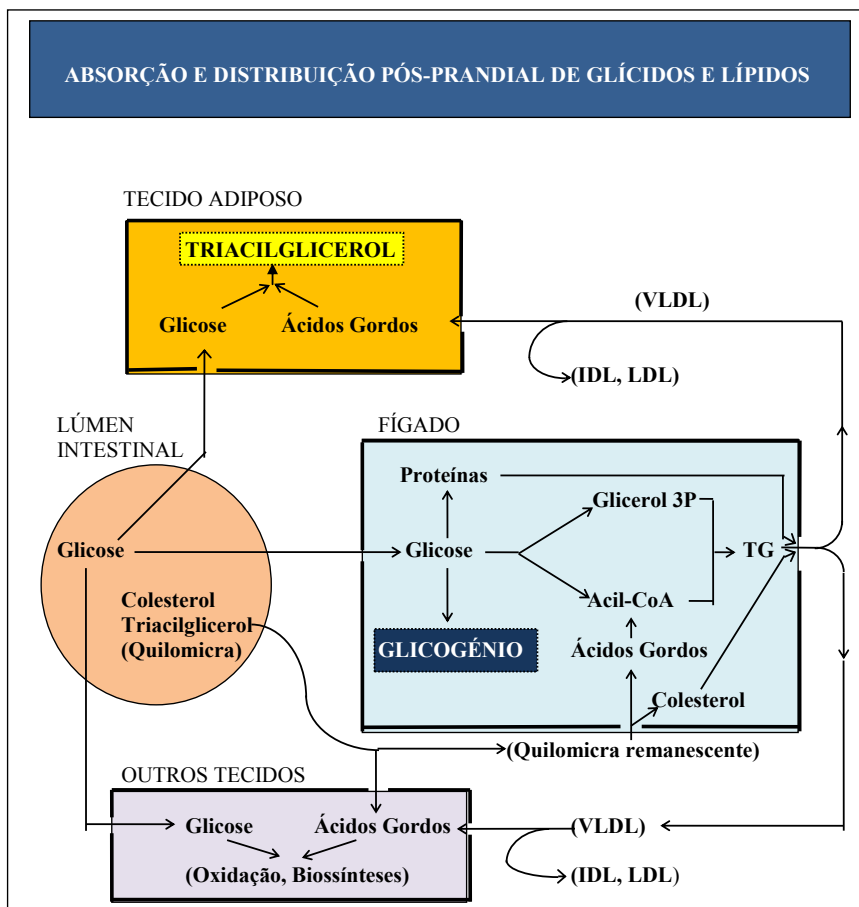 ABSORÇÃO E DISTRIBUIÇÃO PÓS-PRANDIAL DE GLÍCIDOS E LÍPIDOS
TECIDO ADIPOSO
TRIACILGLICEROL
Glicose
Ácidos Gordos
(VLDL)
(IDL, LDL)
LÚMEN
INTESTINAL
Glicose
Colesterol
Triacilglicerol
(Quilomicra)
FÍGADO
Proteínas
Glicerol 3P
Glicose
TG
Acil-CoA
GLICOGÉNIO
Ácidos Gordos
Colesterol
(Quilomicra remanescente)
OUTROS TECIDOS
Glicose
Ácidos Gordos
(VLDL)
(Oxidação, Biossínteses)
(IDL, LDL)